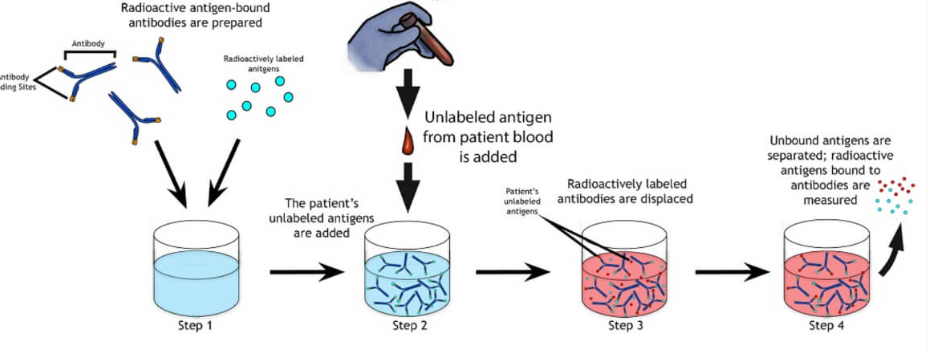 Radioactive antigen-bound
antibodies are prepared
Antibody
Radioactively labeled
anitgens
ntibody
ding Sites
Unlabeled antigen
from patient blood
is added
The patient's
unlabeled antigens
are added
Patient's
unlabeled
antigens
Radioactively labeled
antibodies are displaced
Unbound antigens are
separated; radioactive
antigens bound to
antibodies are
measured
Step 1
Step 2
Step 3
Step 4